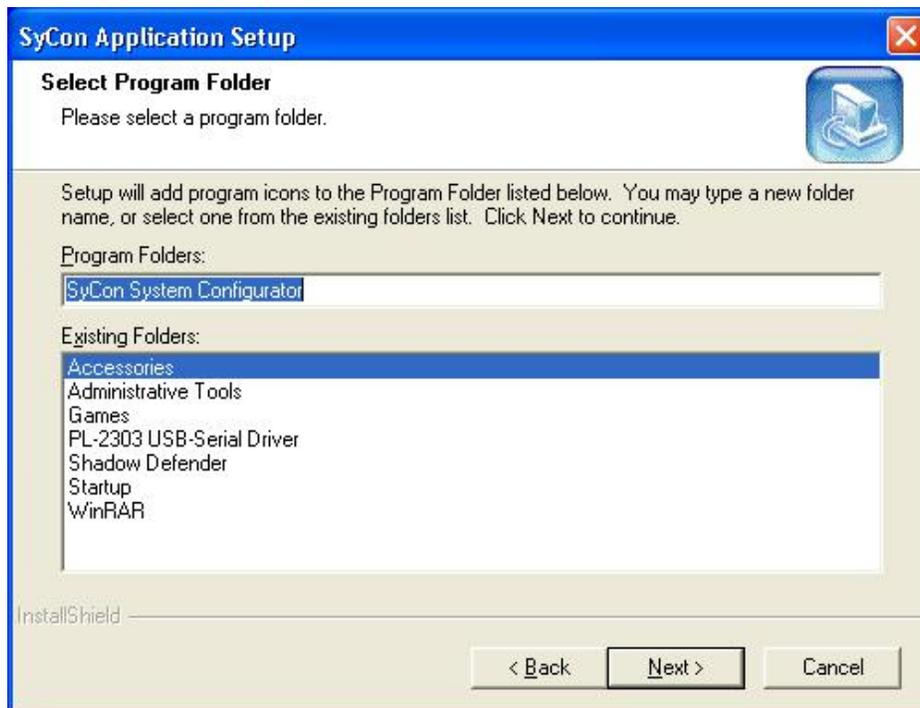 SyCon Application Setup
Select Program Folder
Please select a program folder.
Setup will add program icons to the Program Folder listed below. You may type a new folder
name, or select one from the existing folders list. Click Next to continue.
Program Folders:
SyCon System Configurator
Existing Folders:
Accessories
Administrative Tools
Games
PL-2303 USB-Serial Driver
Shadow Defender
Startup
WinRAR
InstallShield
< Back Next > Cancel